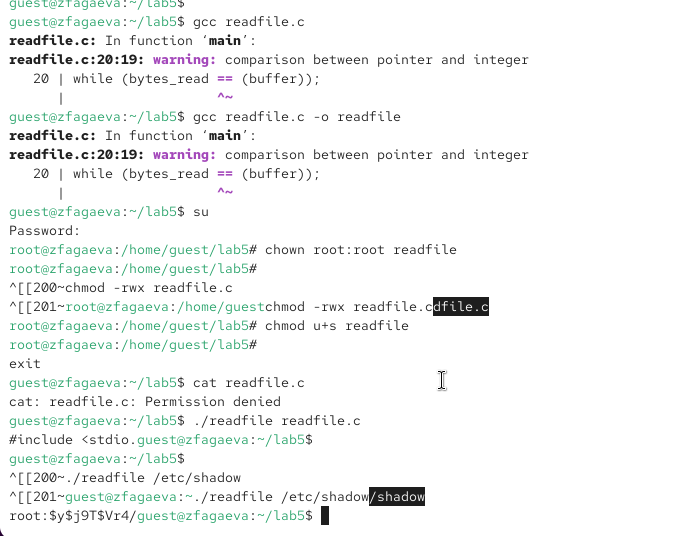 guest@zfagaeva:~/lab5$
guest@zfagaeva:~/lab5$ gcc readfile.c
readfile.c: In function ‘main’:
readfile.c:20:19: warning: comparison between pointer and integer
   20 | while (bytes_read == (buffer));
      |                   ^~
guest@zfagaeva:~/lab5$ gcc readfile.c -o readfile
readfile.c: In function ‘main’:
readfile.c:20:19: warning: comparison between pointer and integer
   20 | while (bytes_read == (buffer));
      |                   ^~
guest@zfagaeva:~/lab5$ su
Password:
root@zfagaeva:/home/guest/lab5# chown root:root readfile
root@zfagaeva:/home/guest/lab5#
^[[200~chmod -rwx readfile.c
^[[201~root@zfagaeva:/home/guestchmod -rwx readfile.cdfile.c
root@zfagaeva:/home/guest/lab5# chmod u+s readfile
root@zfagaeva:/home/guest/lab5#
exit
guest@zfagaeva:~/lab5$ cat readfile.c
cat: readfile.c: Permission denied
guest@zfagaeva:~/lab5$ ./readfile readfile.c
#include <stdio.guest@zfagaeva:~/lab5$
guest@zfagaeva:~/lab5$
^[[200~./readfile /etc/shadow
^[[201~guest@zfagaeva:~./readfile /etc/shadow/shadow
root:$y$j9T$Vr4/guest@zfagaeva:~/lab5$